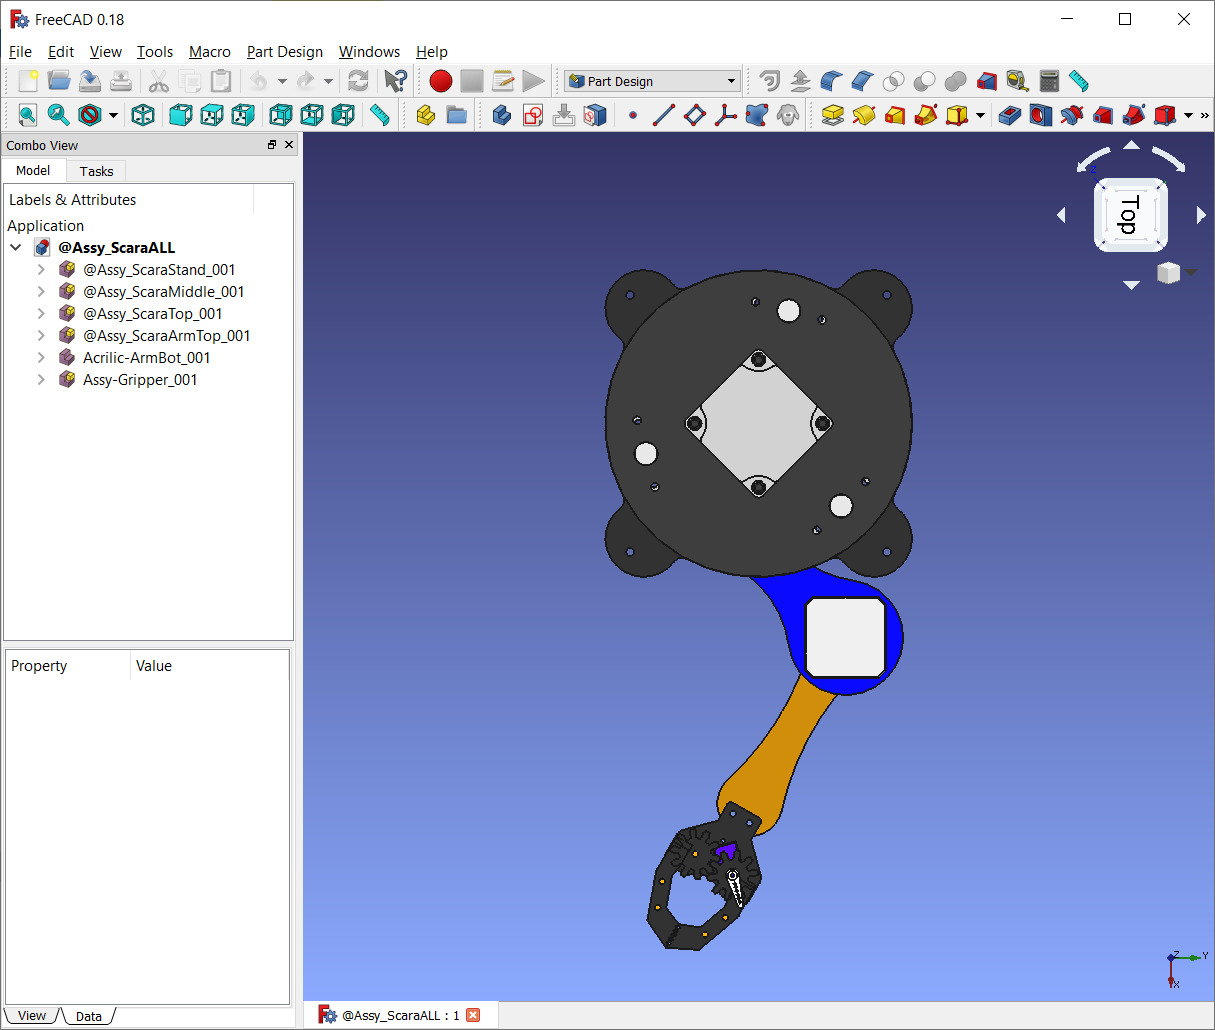 FreeCAD 0.18
File Edit View Tools Macro Part Design Windows Help
Part Design
»
Combo View
Model Tasks
Labels & Attributes
Application
@Assy_ScaraALL
@Assy_ScaraStand_001
@Assy_ScaraMiddle_001
@Assy_ScaraTop_001
@Assy_ScaraArmTop_001
Acrilic-ArmBot_001
Assy-Gripper_001
Property Value
View Data
Z
Top
Z Y
X
@Assy_ScaraALL : 1